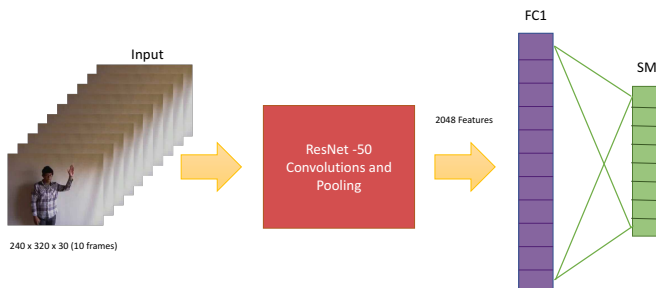 Input
240 x 320 x 30 (10 frames)
ResNet -50
Convolutions and
Pooling
2048 Features
FC1
SM